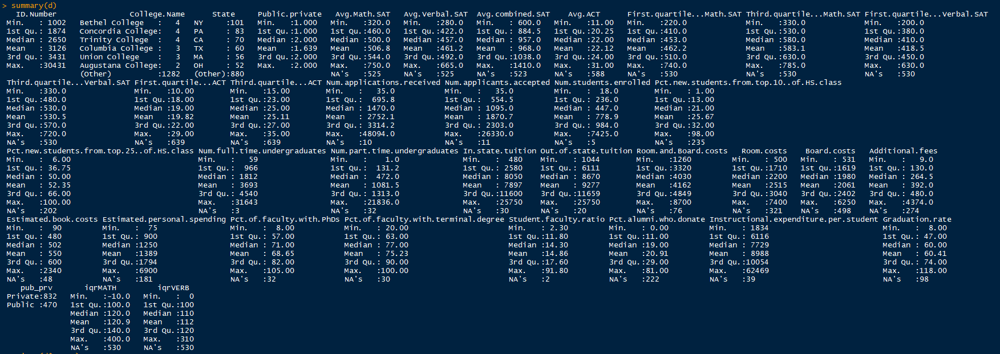 > summary(d)
   ID.Number                College.Name      State     Public.private  Avg.Math.SAT   Avg.Verbal.SAT  Avg.combined.SAT    Avg.ACT      First.quartile...Math.SAT Third.quartile...Math.SAT First.quartile...Verbal.SAT
 Min.   : 1002   Bethel College   :   4   NY     :101   Min.   :1.000   Min.   :320.0   Min.   :280.0   Min.   : 600.0   Min.   :11.00   Min.   :220.0             Min.   :330.0             Min.   :200.0
 1st Qu.: 1874   Concordia College:   4   PA     : 83   1st Qu.:1.000   1st Qu.:460.0   1st Qu.:422.0   1st Qu.: 884.5   1st Qu.:20.25   1st Qu.:410.0             1st Qu.:530.0             1st Qu.:380.0
 Median : 2650   Trinity College  :   4   CA     : 70   Median :2.000   Median :500.0   Median :457.0   Median : 957.0   Median :22.00   Median :453.0             Median :580.0             Median :410.0
 Mean   : 3126   Columbia College :   3   TX     : 60   Mean   :1.639   Mean   :506.8   Mean   :461.2   Mean   : 968.0   Mean   :22.12   Mean   :462.2             Mean   :583.1             Mean   :418.5
 3rd Qu.: 3431   Union College    :   3   MA     : 56   3rd Qu.:2.000   3rd Qu.:544.0   3rd Qu.:492.0   3rd Qu.:1038.0   3rd Qu.:24.00   3rd Qu.:510.0             3rd Qu.:630.0             3rd Qu.:450.0
 Max.   :30431   Augustana College:   2   OH     : 52   Max.   :2.000   Max.   :750.0   Max.   :665.0   Max.   :1410.0   Max.   :31.00   Max.   :740.0             Max.   :785.0             Max.   :630.0
                 (Other)          :1282   (Other):880                   NA's   :525     NA's   :525     NA's   :523      NA's   :588     NA's   :530               NA's   :530               NA's   :530
 Third.quartile...Verbal.SAT First.quartile...ACT Third.quartile...ACT Num.applications.received Num.applicants.accepted Num.students.enrolled Pct.new.students.from.top.10..of.HS.class
 Min.   :330.0               Min.   :10.00        Min.   :15.00        Min.   :   35.0           Min.   :   35.0         Min.   :  18.0        Min.   : 1.00
 1st Qu.:480.0               1st Qu.:18.00        1st Qu.:23.00        1st Qu.:  695.8           1st Qu.:  554.5         1st Qu.: 236.0        1st Qu.:13.00
 Median :530.0               Median :19.00        Median :25.00        Median : 1470.0           Median : 1095.0         Median : 447.0        Median :21.00
 Mean   :530.5               Mean   :19.82        Mean   :25.11        Mean   : 2752.1           Mean   : 1870.7         Mean   : 778.9        Mean   :25.67
 3rd Qu.:570.0               3rd Qu.:22.00        3rd Qu.:27.00        3rd Qu.: 3314.2           3rd Qu.: 2303.0         3rd Qu.: 984.0        3rd Qu.:32.00
 Max.   :720.0               Max.   :29.00        Max.   :35.00        Max.   :48094.0           Max.   :26330.0         Max.   :7425.0        Max.   :98.00
 NA's   :530                 NA's   :639          NA's   :639          NA's   :10                NA's   :11              NA's   :5             NA's   :235
 Pct.new.students.from.top.25..of.HS.class Num.full.time.undergraduates Num.part.time.undergraduates In.state.tuition Out.of.state.tuition Room.and.Board.costs   Room.costs    Board.costs   Additional.fees
 Min.   :  6.00                            Min.   :   59                Min.   :    1.0              Min.   :  480    Min.   : 1044        Min.   :1260         Min.   : 500   Min.   : 531   Min.   :   9.0
 1st Qu.: 36.75                            1st Qu.:  966                1st Qu.:  131.2              1st Qu.: 2580    1st Qu.: 6111        1st Qu.:3320         1st Qu.:1710   1st Qu.:1619   1st Qu.: 130.0
 Median : 50.00                            Median : 1812                Median :  472.0              Median : 8050    Median : 8670        Median :4030         Median :2200   Median :1980   Median : 264.5
 Mean   : 52.35                            Mean   : 3693                Mean   : 1081.5              Mean   : 7897    Mean   : 9277        Mean   :4162         Mean   :2515   Mean   :2061   Mean   : 392.0
 3rd Qu.: 66.00                            3rd Qu.: 4540                3rd Qu.: 1313.0              3rd Qu.:11600    3rd Qu.:11659        3rd Qu.:4849         3rd Qu.:3040   3rd Qu.:2402   3rd Qu.: 480.0
 Max.   :100.00                            Max.   :31643                Max.   :21836.0              Max.   :25750    Max.   :25750        Max.   :8700         Max.   :7400   Max.   :6250   Max.   :4374.0
 NA's   :202                               NA's   :3                    NA's   :32                   NA's   :30       NA's   :20           NA's   :76           NA's   :321    NA's   :498    NA's   :274
 Estimated.book.costs Estimated.personal.spending Pct.of.faculty.with.PhDs Pct.of.faculty.with.terminal.degree Student.faculty.ratio Pct.alumni.who.donate Instructional.expenditure.per.student Graduation.rate
 Min.   :  90         Min.   :  75                Min.   :  8.00           Min.   : 20.00                      Min.   : 2.30         Min.   : 0.00         Min.   : 1834                         Min.   :  8.00
 1st Qu.: 480         1st Qu.: 900                1st Qu.: 57.00           1st Qu.: 63.00                      1st Qu.:11.80         1st Qu.:11.00         1st Qu.: 6116                         1st Qu.: 47.00
 Median : 502         Median :1250                Median : 71.00           Median : 77.00                      Median :14.30         Median :19.00         Median : 7729                         Median : 60.00
 Mean   : 550         Mean   :1389                Mean   : 68.65           Mean   : 75.23                      Mean   :14.86         Mean   :20.91         Mean   : 8988                         Mean   : 60.41
 3rd Qu.: 600         3rd Qu.:1794                3rd Qu.: 82.00           3rd Qu.: 90.00                      3rd Qu.:17.60         3rd Qu.:29.00         3rd Qu.:10054                         3rd Qu.: 74.00
 Max.   :2340         Max.   :6900                Max.   :105.00           Max.   :100.00                      Max.   :91.80         Max.   :81.00         Max.   :62469                         Max.   :118.00
 NA's   :48           NA's   :181                 NA's   :32               NA's   :30                          NA's   :2             NA's   :222           NA's   :39                            NA's   :98
    pub_prv       iqrMATH         iqrVERB
 Private:832   Min.   :-10.0   Min.   :  0
 Public :470   1st Qu.:100.0   1st Qu.:100
               Median :120.0   Median :110
               Mean   :120.9   Mean   :112
               3rd Qu.:140.0   3rd Qu.:120
               Max.   :400.0   Max.   :310
               NA's   :530     NA's   :530